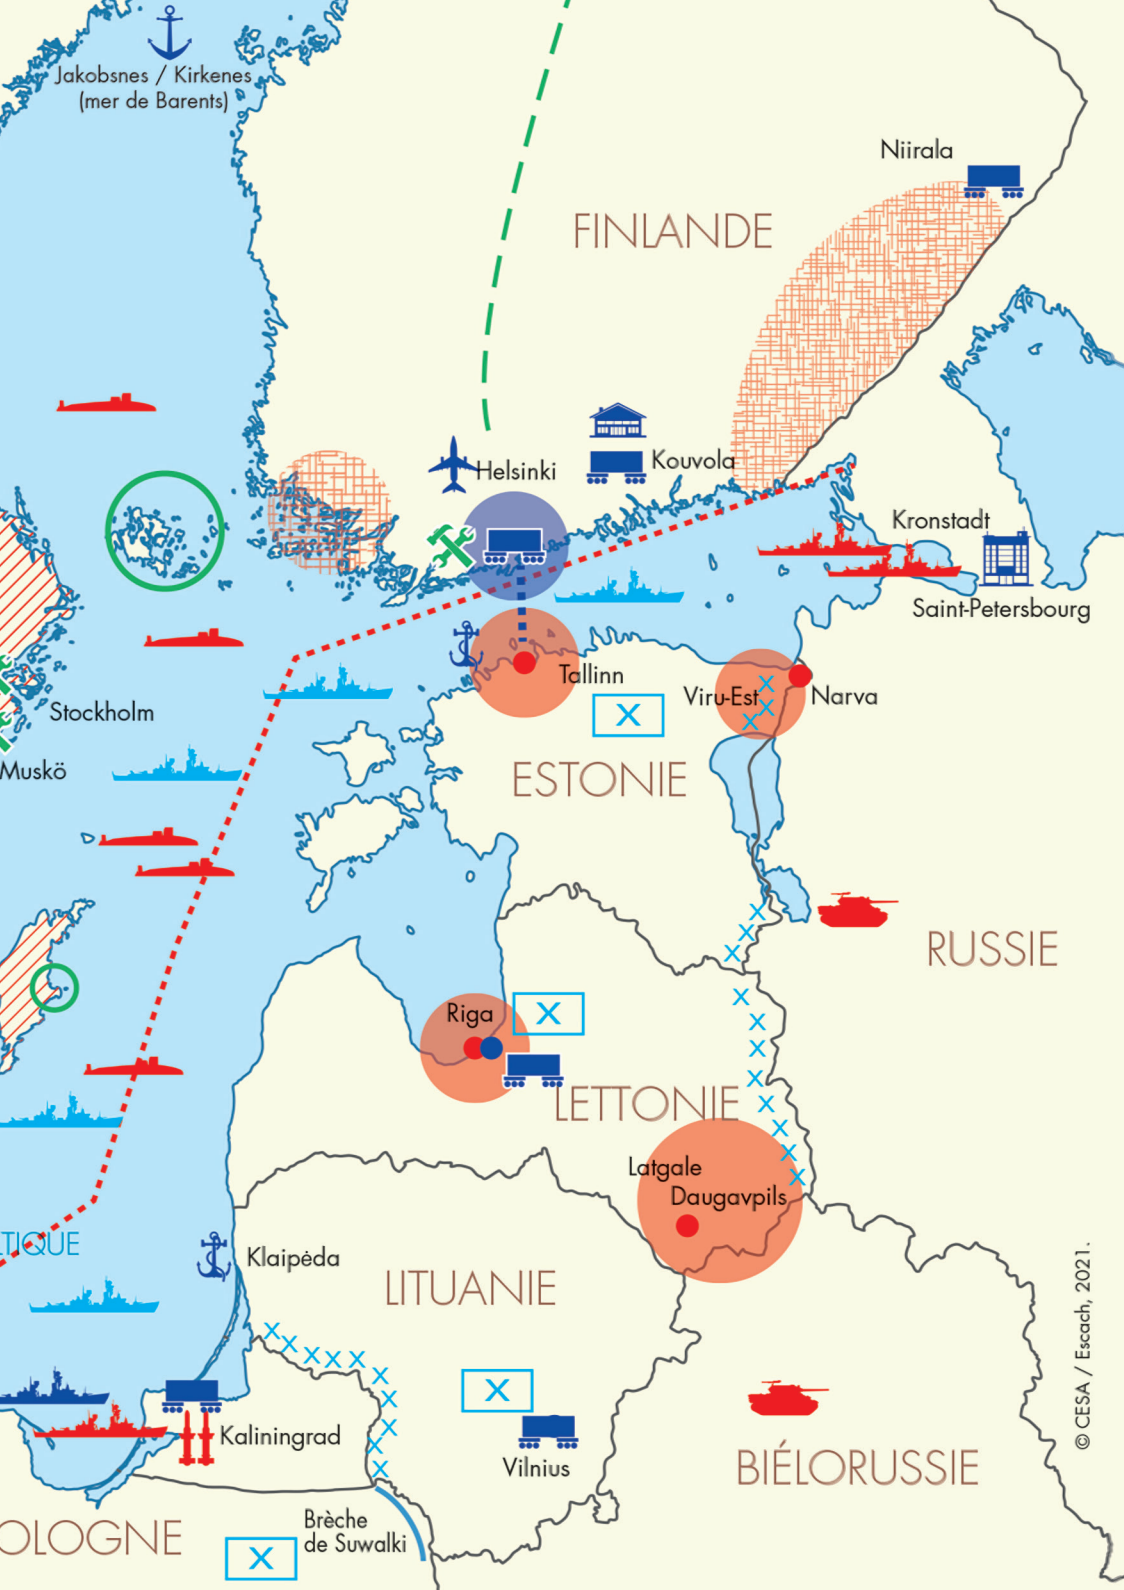 Jakobsnes / Kirkenes
(mer de Barents)
Niirala
FINLANDE
Helsinki
Kouvola
Kronstadt
Saint-Petersbourg
Tallinn
Viru-Est
Narva
Stockholm
Muskö
ESTONIE
RUSSIE
Riga
LETTONIE
Latgale
Daugavpils
TIQUE
Klaipėda
LITUANIE
Kaliningrad
Vilnius
BIÉLORUSSIE
Brèche
de Suwalki
OLOGNE
© CESA / Escach, 2021.